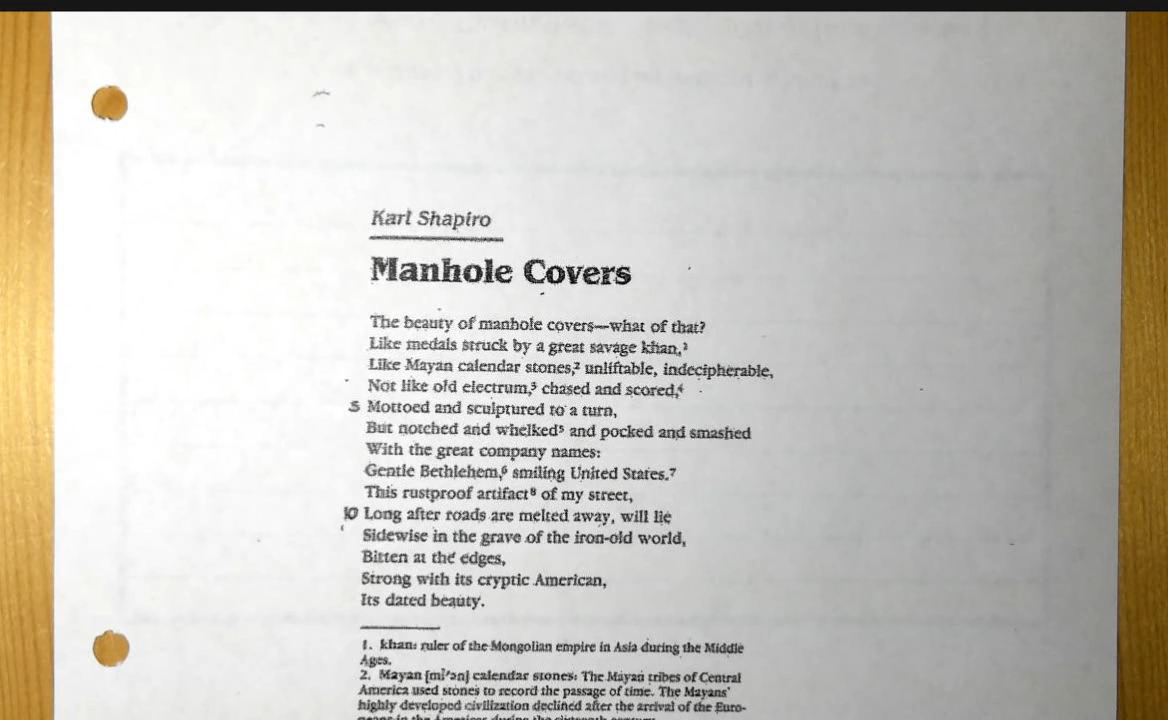 Karl Shapiro
Manhole Covers
The beauty of manhole covers—what of that?
Like medals struck by a great savage khan,¹
Like Mayan calendar stones,² unliftable, indecipherable,
Not like old electrum,³ chased and scored,⁴
5 Mottoed and sculptured to a turn,
But notched and whelked⁵ and pocked and smashed
With the great company names:
Gentle Bethlehem,⁶ smiling United States.⁷
This rustproof artifact⁸ of my street,
10 Long after roads are melted away, will lie
Sidewise in the grave of the iron-old world,
Bitten at the edges,
Strong with its cryptic American,
Its dated beauty.
1. khan: ruler of the Mongolian empire in Asia during the Middle
Ages.
2. Mayan [mī′ən] calendar stones: The Mayan tribes of Central
America used stones to record the passage of time. The Mayans'
highly developed civilization declined after the arrival of the Euro-